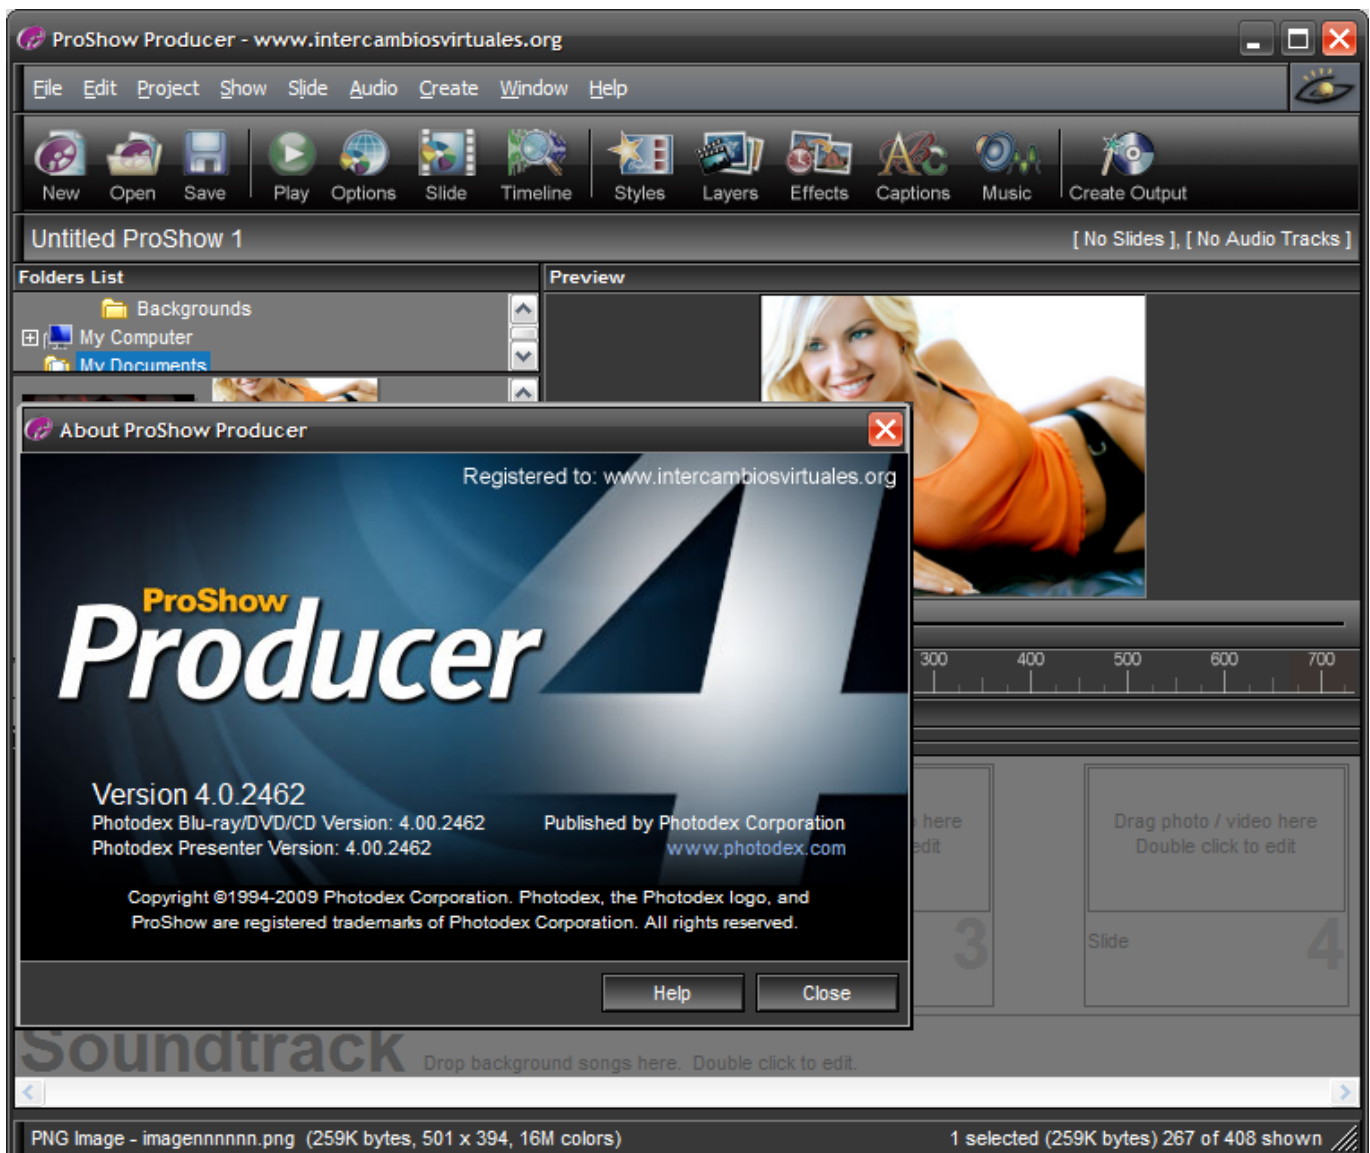 ProShow Producer - www.intercambiosvirtuales.org
File Edit Project Show Slide Audio Create Window Help
New Open Save Play Options Slide Timeline Styles Layers Effects Captions Music Create Output
Untitled ProShow 1 [ No Slides ], [ No Audio Tracks ]
Folders List Preview
Backgrounds
My Computer
My Documents
About ProShow Producer
Registered to: www.intercambiosvirtuales.org
4
ProShow
Producer
300 400 500 600 700
Version 4.0.2462
Photodex Blu-ray/DVD/CD Version: 4.00.2462 Published by Photodex Corporation
Photodex Presenter Version: 4.00.2462 www.photodex.com
Copyright ©1994-2009 Photodex Corporation. Photodex, the Photodex logo, and
ProShow are registered trademarks of Photodex Corporation. All rights reserved.
Help Close
here
edit
3
Drag photo / video here
Double click to edit
Slide 4
Soundtrack Drop background songs here. Double click to edit.
PNG Image - imagennnnnn.png (259K bytes, 501 x 394, 16M colors) 1 selected (259K bytes) 267 of 408 shown